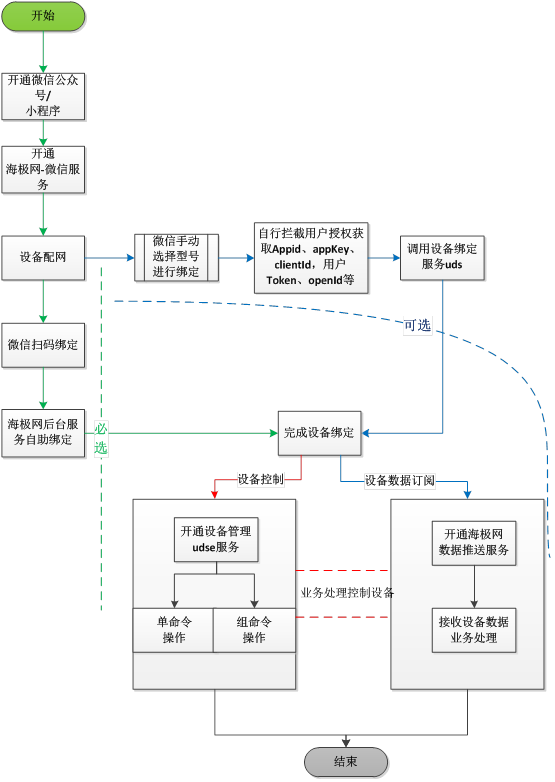 开始
开通微信公众
号/
小程序
开通
海极网-微信服
务
设备配网
微信手动
选择型号
进行绑定
自行拦截用户授权获
取Appid、appKey、
clientId，用户
Token、openId等
调用设备绑定
服务uds
可选
微信扫码绑定
海极网后台服
务自助绑定
必
选
完成设备绑定
设备控制
设备数据订阅
开通设备管理
udse服务
开通海极网
数据推送服务
业务处理控制设备
单命令
操作
组命令
操作
接收设备数据
业务处理
结束